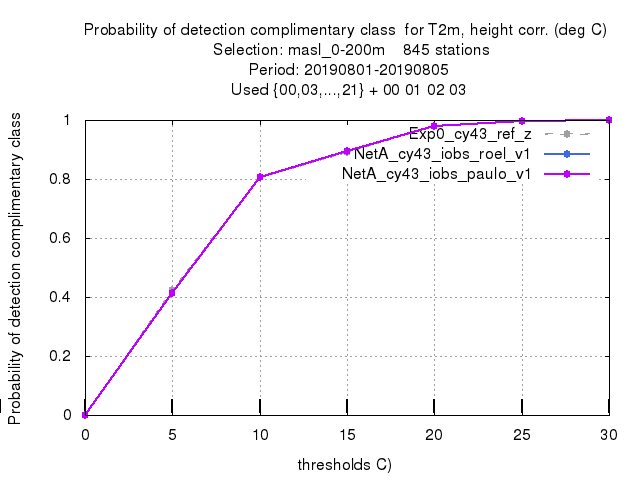 Probability of detection complimentary class  for T2m, height corr. (deg C)
Selection: masl_0-200m    845 stations
Period: 20190801-20190805
Used {00,03,...,21} + 00 01 02 03
Probability of detection complimentary class
1
0.8
0.6
0.4
0.2
0
Exp0_cy43_ref_z
NetA_cy43_iobs_roel_v1
NetA_cy43_iobs_paulo_v1
0 5 10 15 20 25 30
thresholds C)